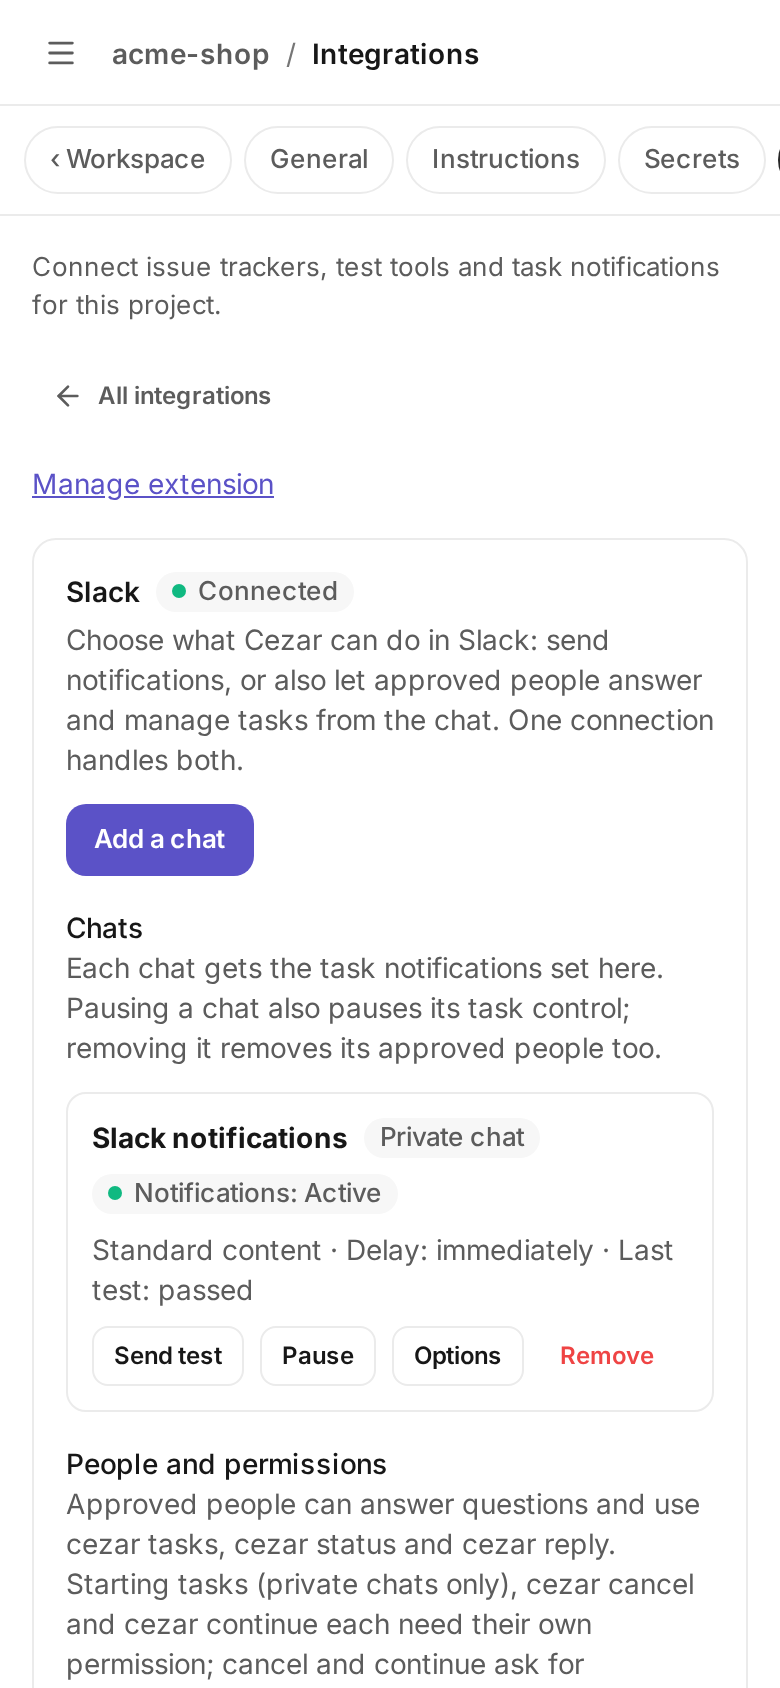 acme-shop / Integrations
‹ Workspace
General
Instructions
Secrets
Connect issue trackers, test tools and task notifications
for this project.
← All integrations
Manage extension
Slack
Connected
Choose what Cezar can do in Slack: send
notifications, or also let approved people answer
and manage tasks from the chat. One connection
handles both.
Add a chat
Chats
Each chat gets the task notifications set here.
Pausing a chat also pauses its task control;
removing it removes its approved people too.
Slack notifications
Private chat
Notifications: Active
Standard content · Delay: immediately · Last
test: passed
Send test
Pause
Options
Remove
People and permissions
Approved people can answer questions and use
cezar tasks, cezar status and cezar reply.
Starting tasks (private chats only), cezar cancel
and cezar continue each need their own
permission; cancel and continue ask for